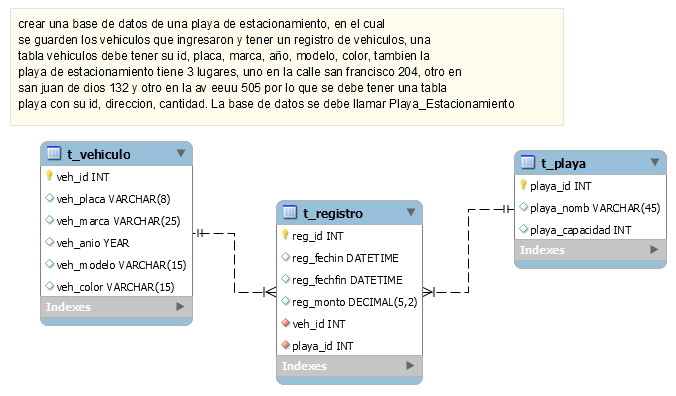 crear una base de datos de una playa de estacionamiento, en el cual
se guarden los vehiculos que ingresaron y tener un registro de vehiculos, una
tabla vehiculos debe tener su id, placa, marca, año, modelo, color, tambien la
playa de estacionamiento tiene 3 lugares, uno en la calle san francisco 204, otro en
san juan de dios 132 y otro en la av eeuu 505 por lo que se debe tener una tabla
playa con su id, direccion, cantidad. La base de datos se debe llamar Playa_Estacionamiento
t_vehiculo
veh_id INT
veh_placa VARCHAR(8)
veh_marca VARCHAR(25)
veh_anio YEAR
veh_modelo VARCHAR(15)
veh_color VARCHAR(15)
Indexes
t_registro
reg_id INT
reg_fechin DATETIME
reg_fechfin DATETIME
reg_monto DECIMAL(5,2)
veh_id INT
playa_id INT
Indexes
t_playa
playa_id INT
playa_nomb VARCHAR(45)
playa_capacidad INT
Indexes